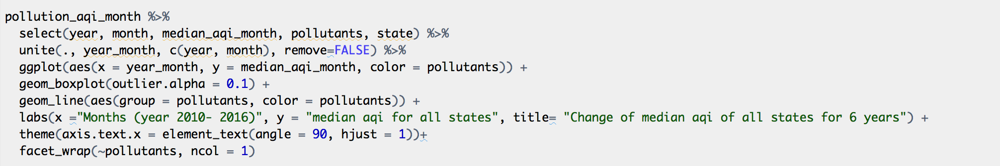 pollution_aqi_month %>%
select(year, month, median_aqi_month, pollutants, state) %>%
unite(., year_month, c(year, month), remove=FALSE) %>%
ggplot(aes(x = year_month, y = median_aqi_month, color = pollutants)) +
geom_boxplot(outlier.alpha = 0.1) +
geom_line(aes(group = pollutants, color = pollutants)) +
labs(x ="Months (year 2010- 2016)", y = "median aqi for all states", title= "Change of median aqi of all states for 6 years") +
theme(axis.text.x = element_text(angle = 90, hjust = 1))+
facet_wrap(~pollutants, ncol = 1)